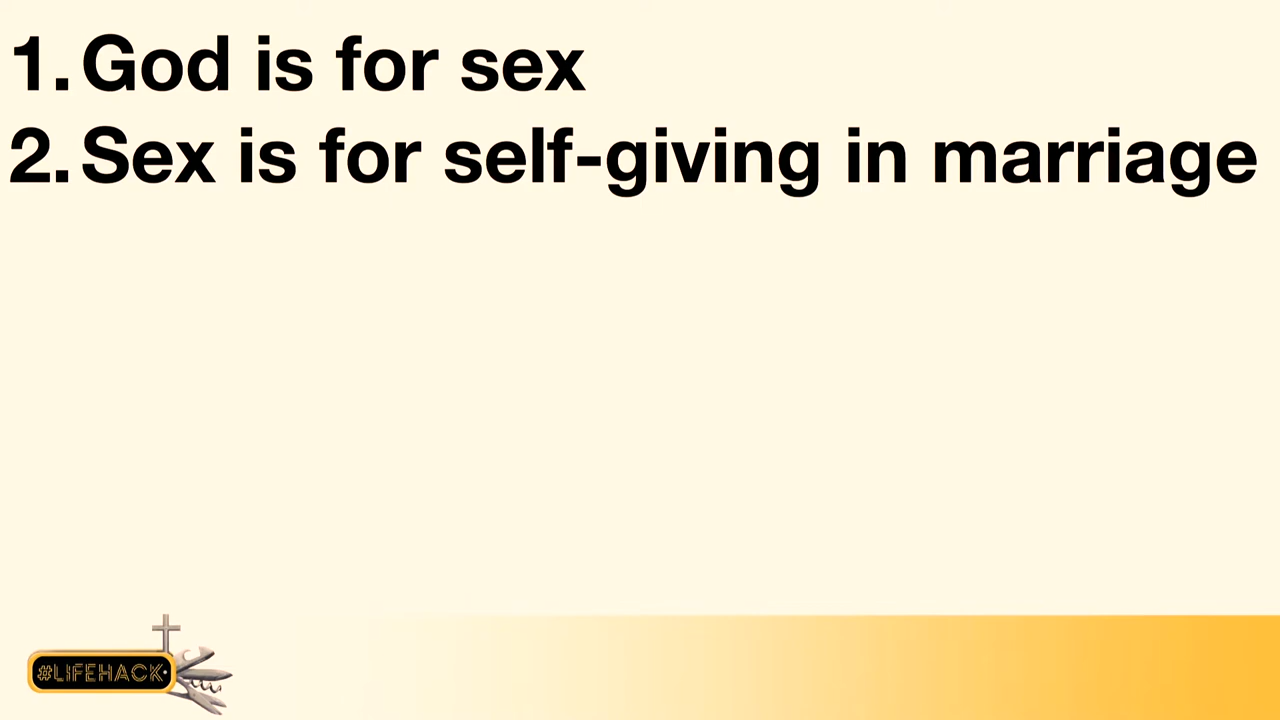 1. God is for sex
2. Sex is for self-giving in marriage
#LIFEHACK